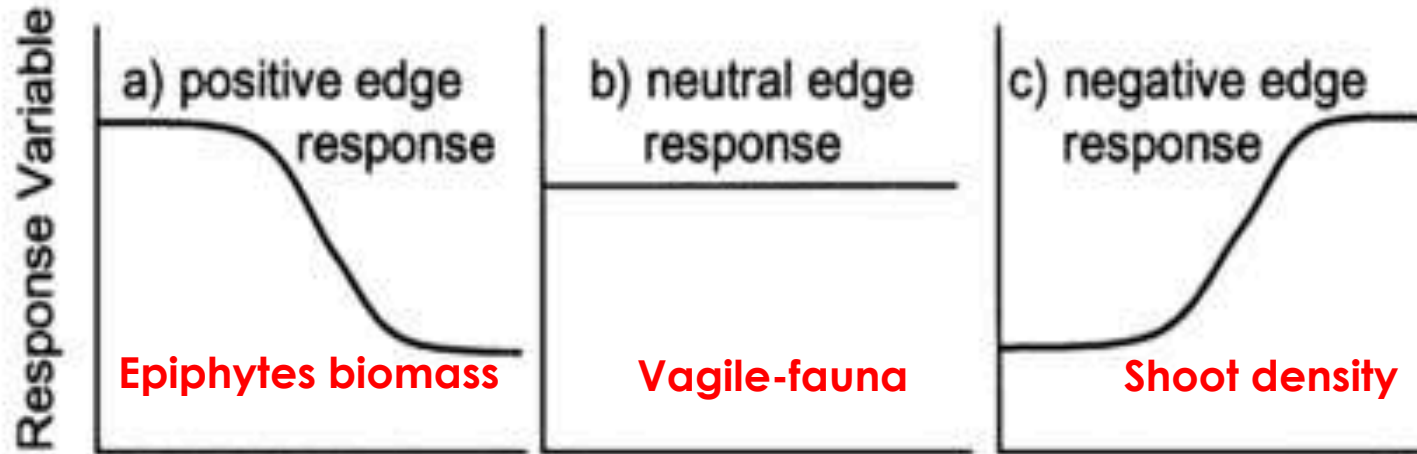 Response Variable
a) positive edge
response
Epiphytes biomass
b) neutral edge
response
Vagile-fauna
c) negative edge
response
Shoot density